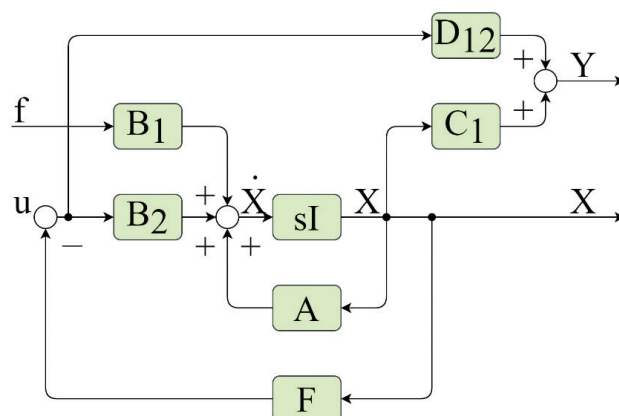 D12
+
Y
f
B1
+
C1
u
B2
+
Ẋ
sI
X
X
−
+
+
A
F